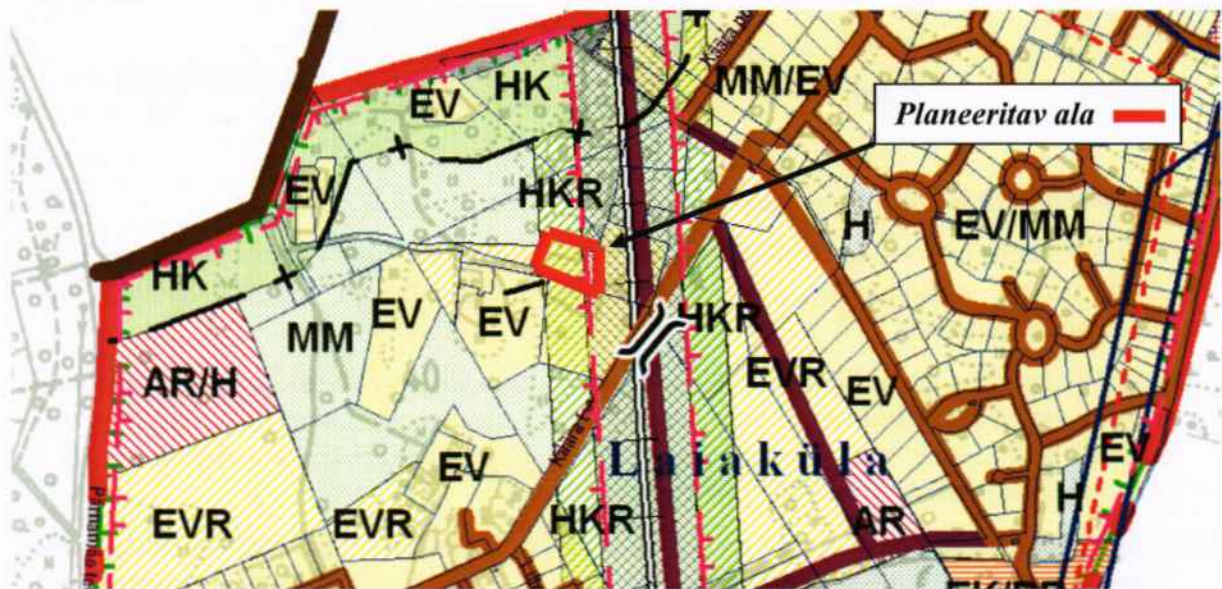 EV
HK
MM/EV
Planeeritav ala
EV
HKR
H
EV/MM
HK
MM
EV
EV
HKR
AR/H
EVR
EV
EV
Laiaküla
EV
EVR
EVR
HKR
AR
H